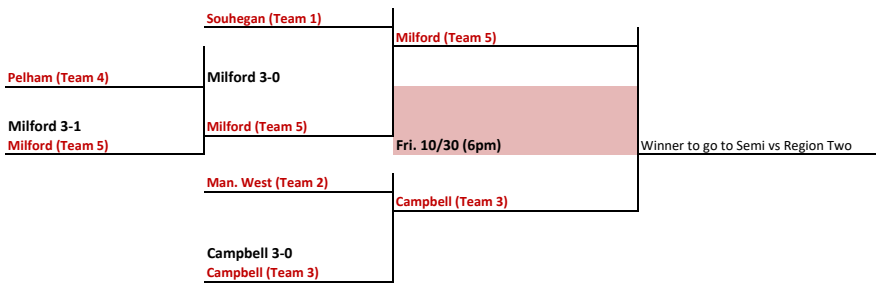 Souhegan (Team 1)
Milford (Team 5)
Pelham (Team 4)
Milford 3-0
Milford 3-1
Milford (Team 5)
Milford (Team 5)
Fri. 10/30 (6pm)
Winner to go to Semi vs Region Two
Man. West (Team 2)
Campbell (Team 3)
Campbell 3-0
Campbell (Team 3)